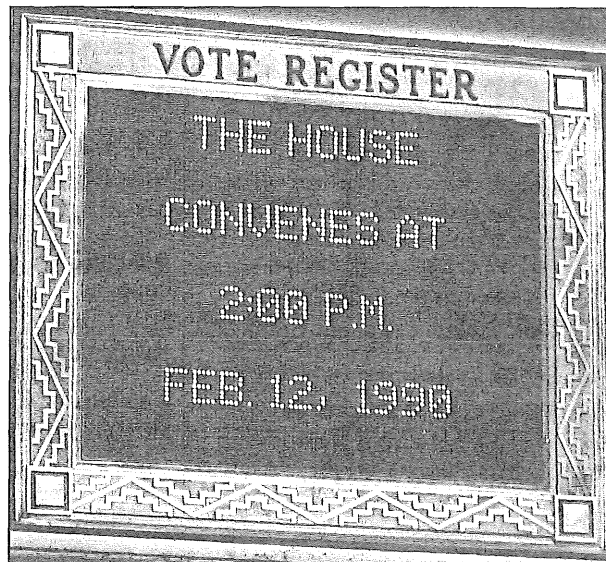 VOTE REGISTER
THE HOUSE
CONVENES AT
2:00 P.M.
FEB. 12, 1990